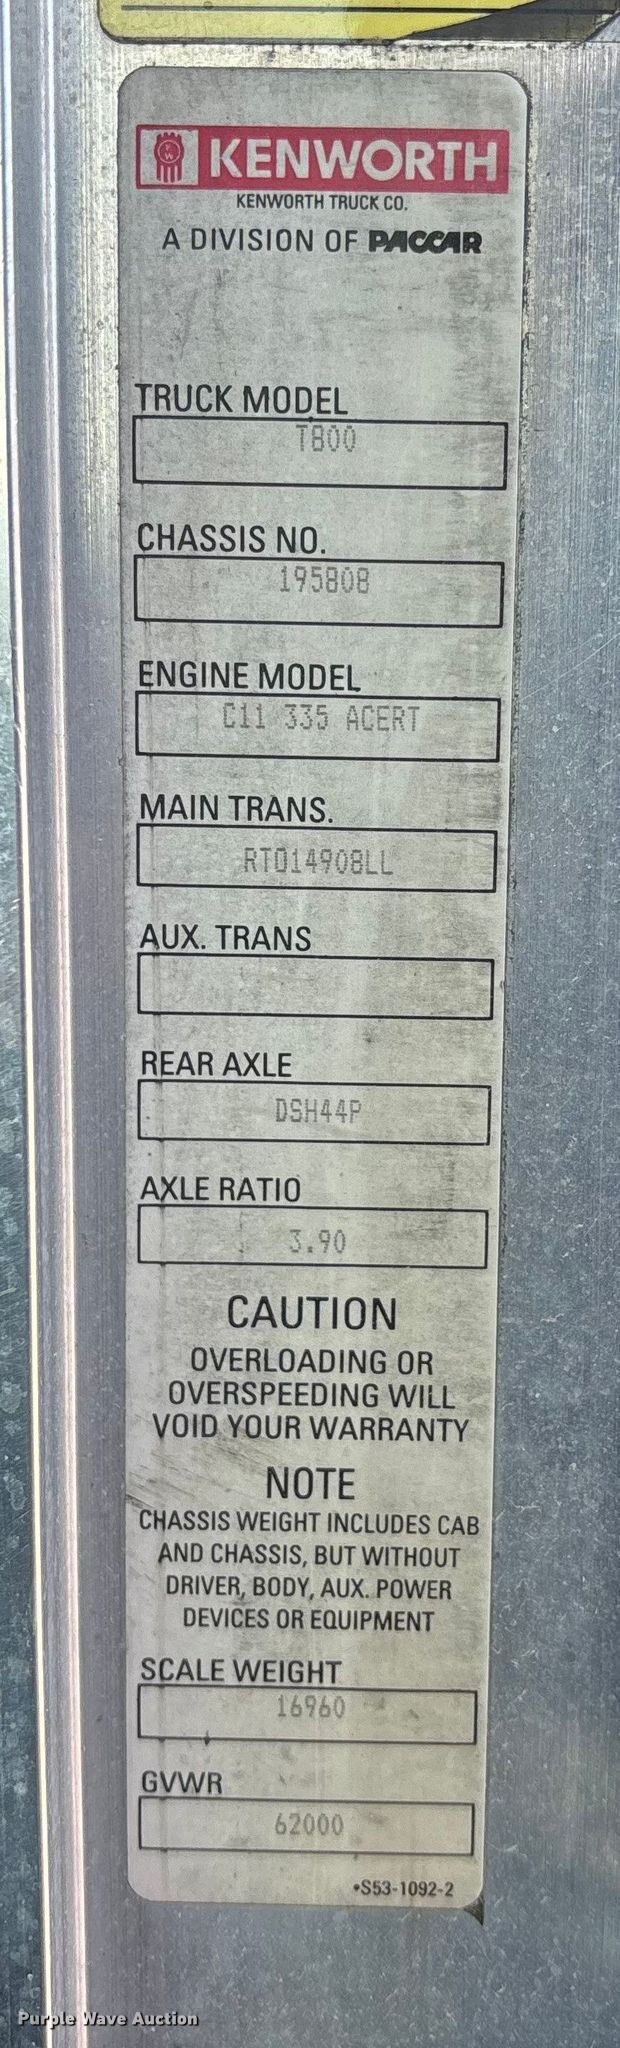 KENWORTH
KENWORTH TRUCK CO.
A DIVISION OF PACCAR
TRUCK MODEL
T800
CHASSIS NO.
195808
ENGINE MODEL
C11 335 ACERT
MAIN TRANS.
RTO14908LL
AUX. TRANS
REAR AXLE
DSH44P
AXLE RATIO
3.90
CAUTION
OVERLOADING OR
OVERSPEEDING WILL
VOID YOUR WARRANTY
NOTE
CHASSIS WEIGHT INCLUDES CAB
AND CHASSIS, BUT WITHOUT
DRIVER, BODY, AUX. POWER
DEVICES OR EQUIPMENT
SCALE WEIGHT
16960
GVWR
62000
•S53-1092-2
Purple Wave Auction